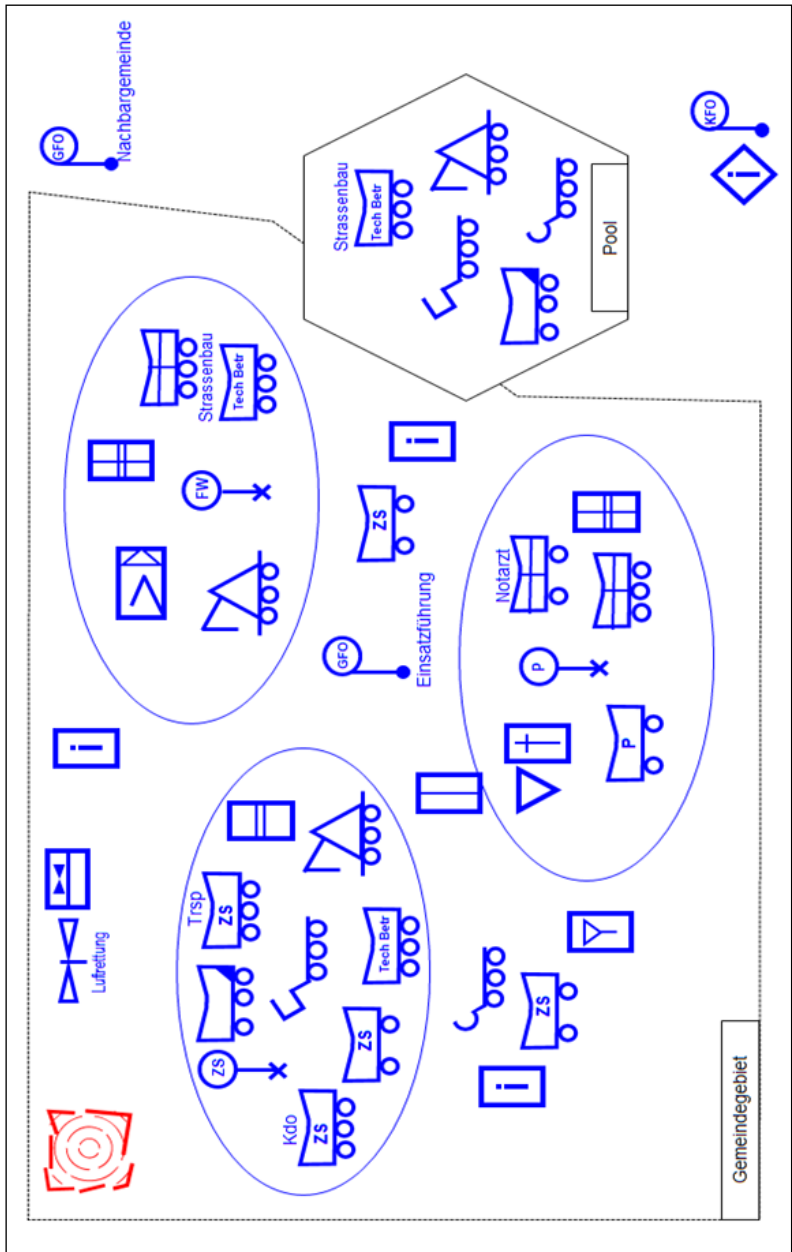 GFO
Nachbargemeinde
i
Luftrettung
Trsp
ZS
ZS
FW
Strassenbau
Tech Betr
Kdo
ZS
ZS
Tech Betr
GFO
Einsatzführung
ZS
i
Strassenbau
Tech Betr
Pool
i
ZS
Notarzt
P
P
KFO
i
Gemeindegebiet